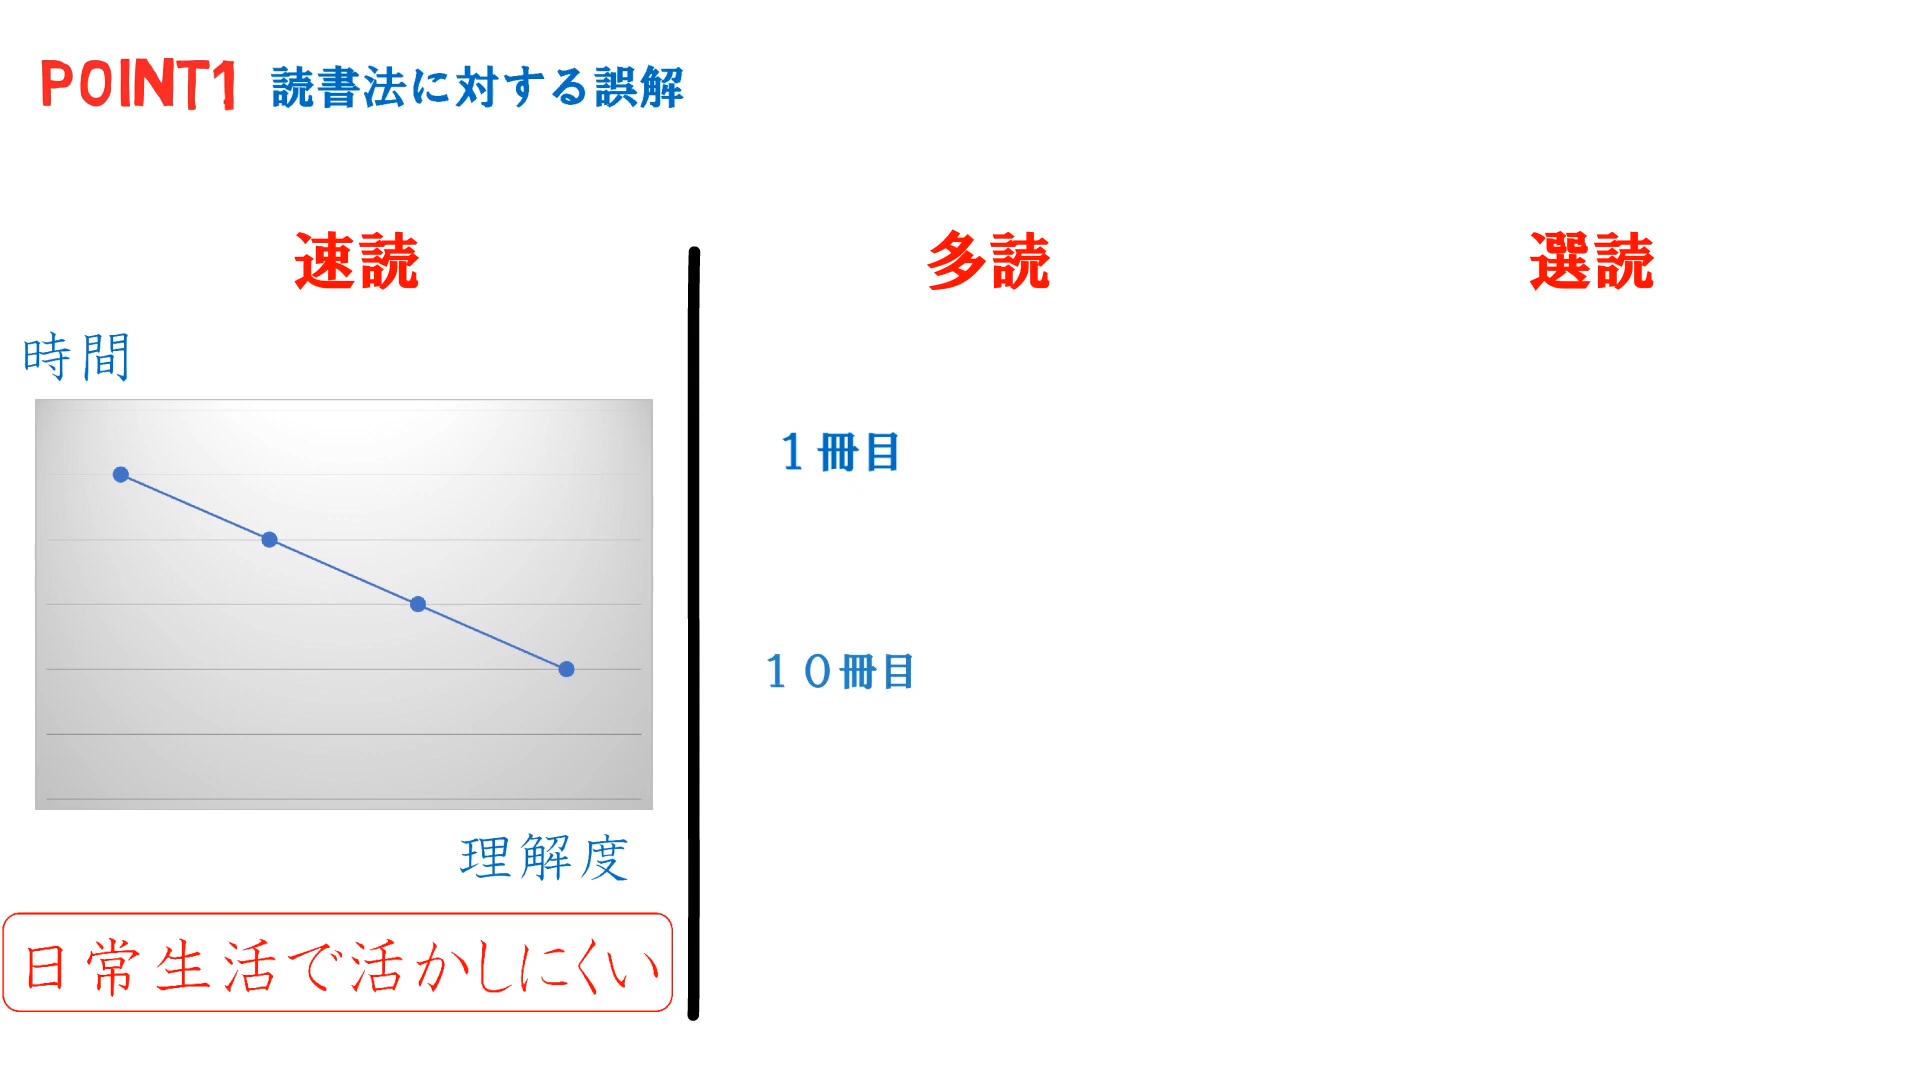 POINT1 読書法に対する誤解
速読
時間
理解度
日常生活で活かしにくい
多読
１冊目
１０冊目
選読